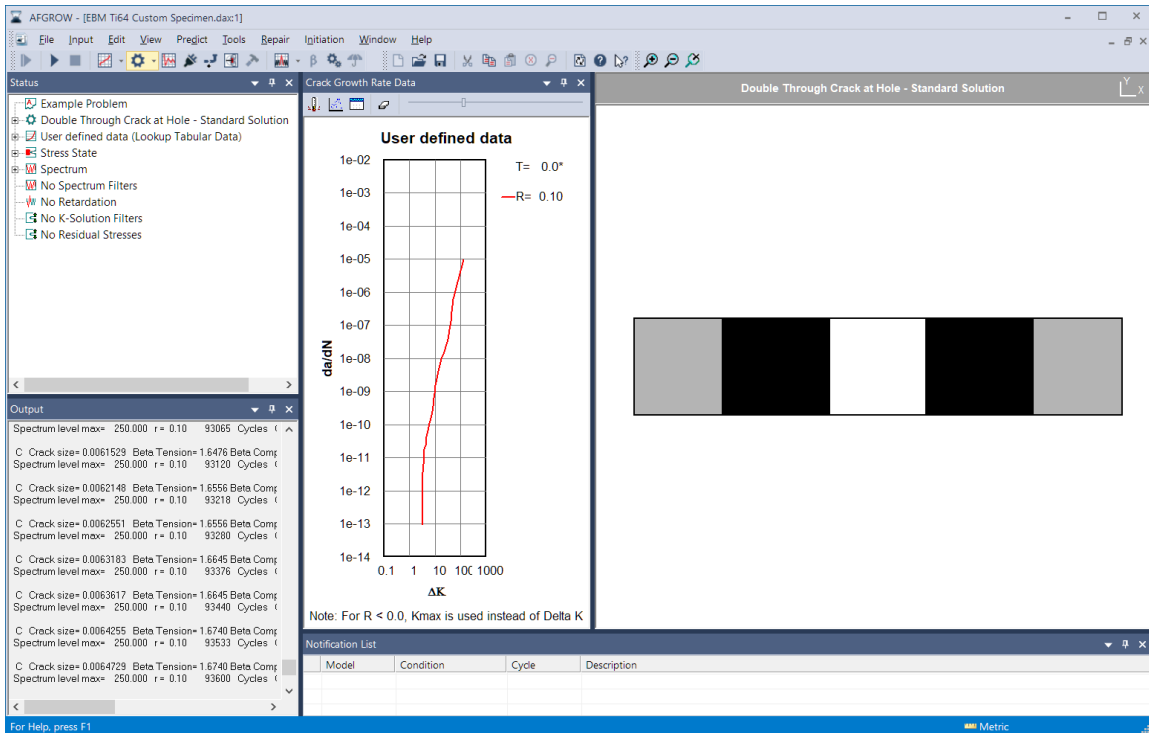 AFGROW - [EBM Ti64 Custom Specimen.dax:1]
File Input Edit View Predict Tools Repair Initiation Window Help
Status
Example Problem
Double Through Crack at Hole - Standard Solution
User defined data (Lookup Tabular Data)
Stress State
Spectrum
No Spectrum Filters
No Retardation
No K-Solution Filters
No Residual Stresses
Output
Spectrum level max= 250.000 r = 0.10 93065 Cycles (
C Crack size= 0.0061529 Beta Tension= 1.6476 Beta Comp
Spectrum level max= 250.000 r = 0.10 93120 Cycles (
C Crack size= 0.0062148 Beta Tension= 1.6556 Beta Comp
Spectrum level max= 250.000 r = 0.10 93218 Cycles (
C Crack size= 0.0062551 Beta Tension= 1.6556 Beta Comp
Spectrum level max= 250.000 r = 0.10 93280 Cycles (
C Crack size= 0.0063183 Beta Tension= 1.6645 Beta Comp
Spectrum level max= 250.000 r = 0.10 93376 Cycles (
C Crack size= 0.0063617 Beta Tension= 1.6645 Beta Comp
Spectrum level max= 250.000 r = 0.10 93440 Cycles (
C Crack size= 0.0064255 Beta Tension= 1.6740 Beta Comp
Spectrum level max= 250.000 r = 0.10 93533 Cycles (
C Crack size= 0.0064729 Beta Tension= 1.6740 Beta Comp
Spectrum level max= 250.000 r = 0.10 93600 Cycles (
Crack Growth Rate Data
User defined data
T= 0.0*
R= 0.10
1e-02
1e-03
1e-04
1e-05
1e-06
1e-07
1e-08
1e-09
1e-10
1e-11
1e-12
1e-13
1e-14
da/dN
0.1 1 10 100 1000
ΔK
Note: For R < 0.0, Kmax is used instead of Delta K
Double Through Crack at Hole - Standard Solution
Y
X
Notification List
Model Condition Cycle Description
For Help, press F1
Metric